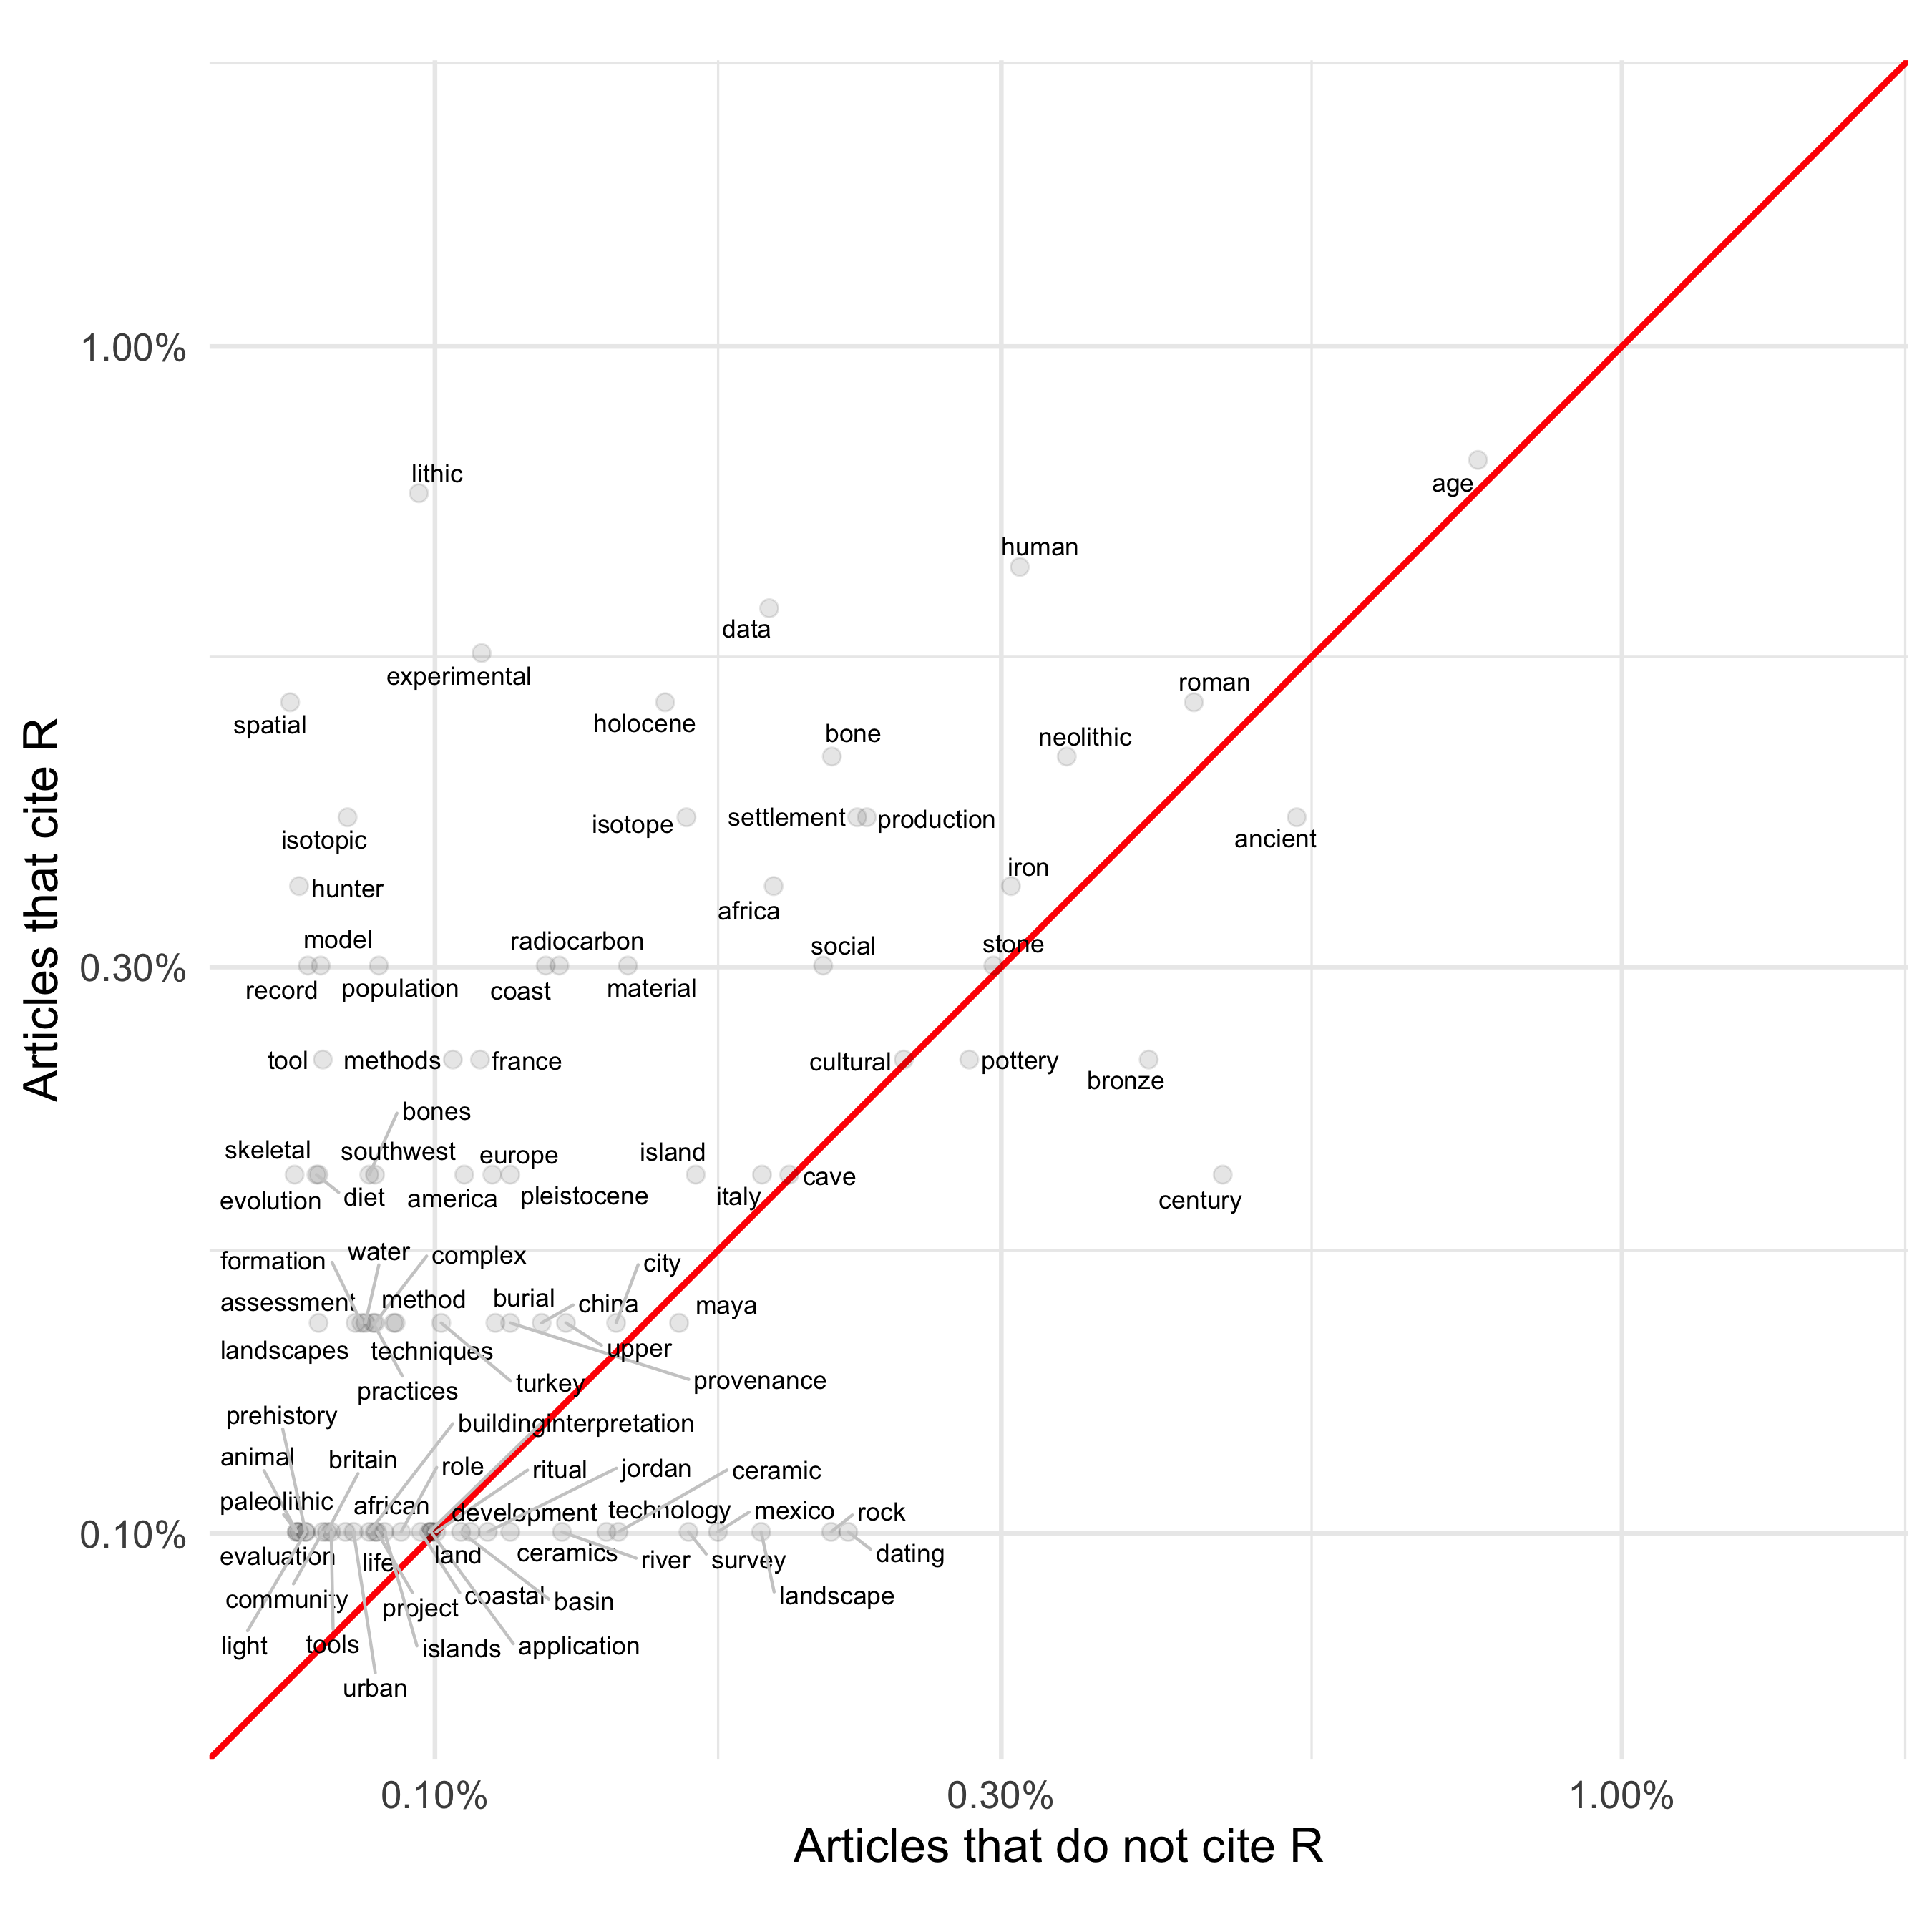 1.00%
lithic
age
human
data
experimental
roman
spatial
holocene
bone
neolithic
isotope
settlement
production
isotopic
ancient
iron
hunter
africa
model
radiocarbon
social
stone
0.30%
record
population
coast
material
tool
methods
france
cultural
pottery
bronze
bones
skeletal
southwest
europe
island
cave
evolution
diet
america
pleistocene
italy
century
formation
water
complex
city
assessment
method
burial
china
maya
landscapes
techniques
upper
practices
turkey
provenance
prehistory
building
interpretation
animal
britain
role
ritual
jordan
ceramic
paleolithic
african
development
technology
mexico
rock
0.10%
evaluation
life
land
ceramics
river
survey
dating
community
project
coastal
basin
landscape
light
tools
islands
application
urban
0.10%
0.30%
1.00%
Articles that do not cite R
Articles that cite R